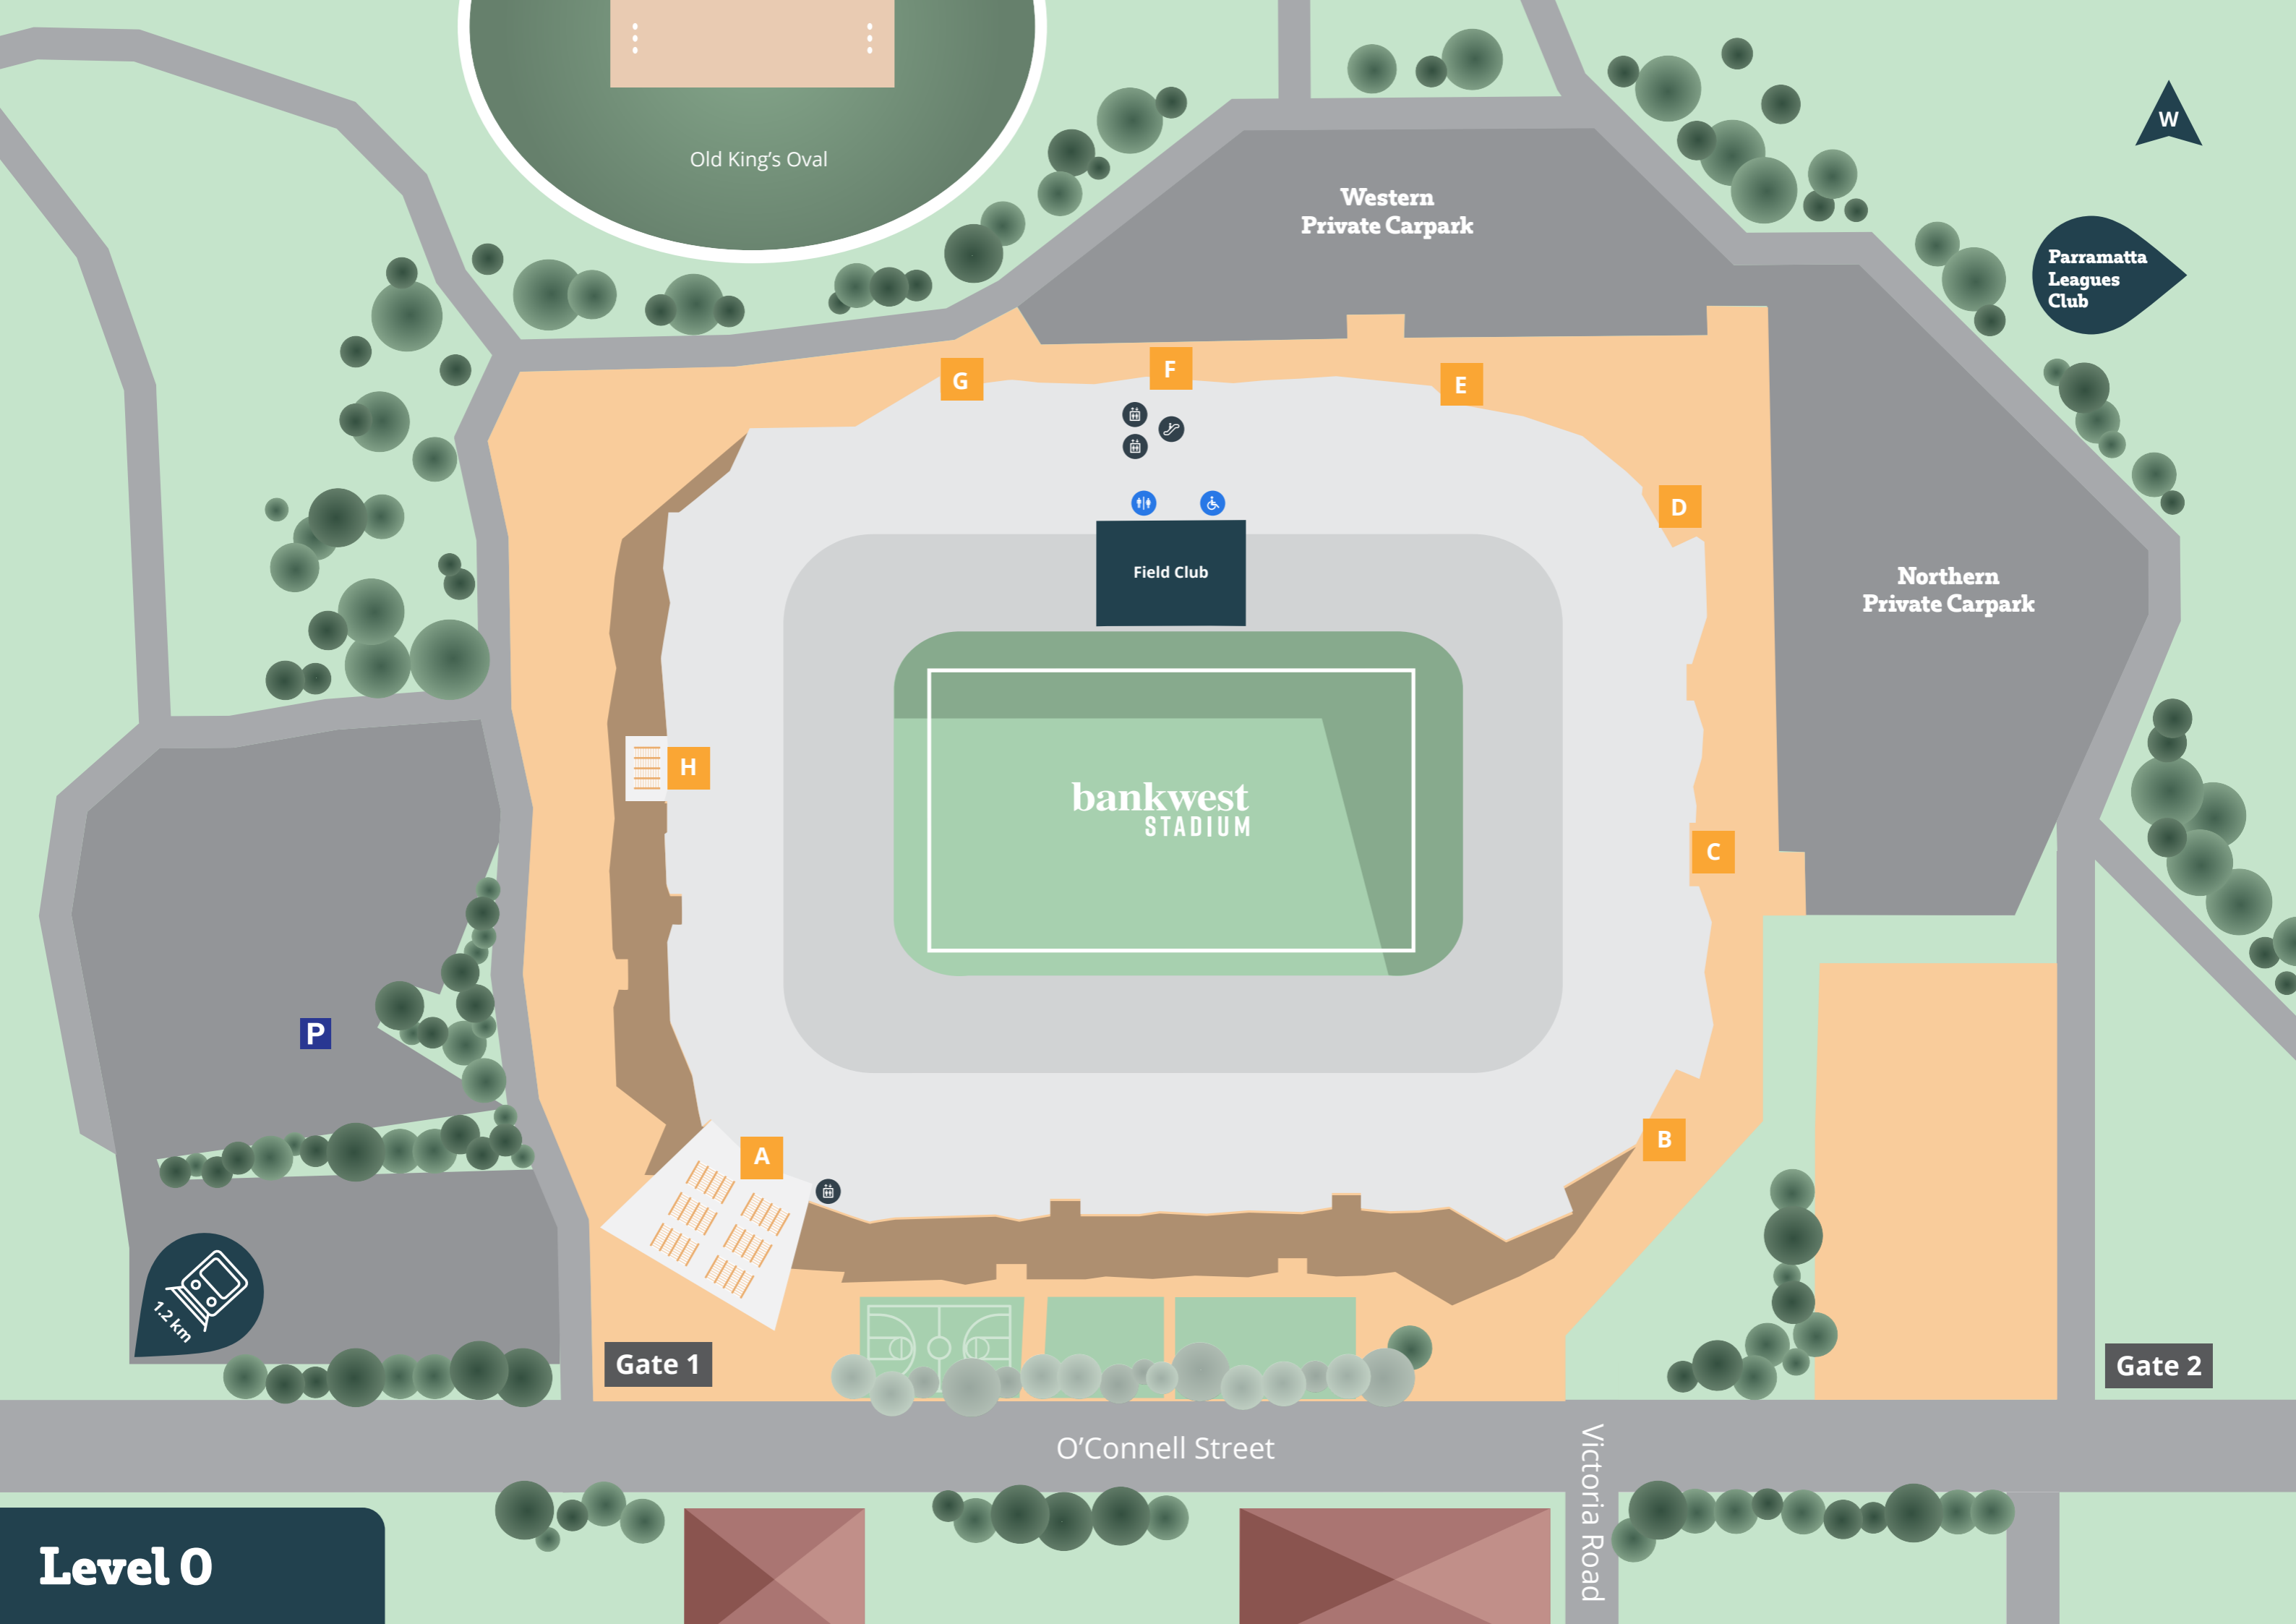 Old King’s Oval
W
Western
Private Carpark
Parramatta
Leagues
Club
G
F
E
D
Field Club
Northern
Private Carpark
H
bankwest
STADIUM
C
P
A
B
1.2 km
Gate 1
Gate 2
O’Connell Street
Victoria Road
Level 0